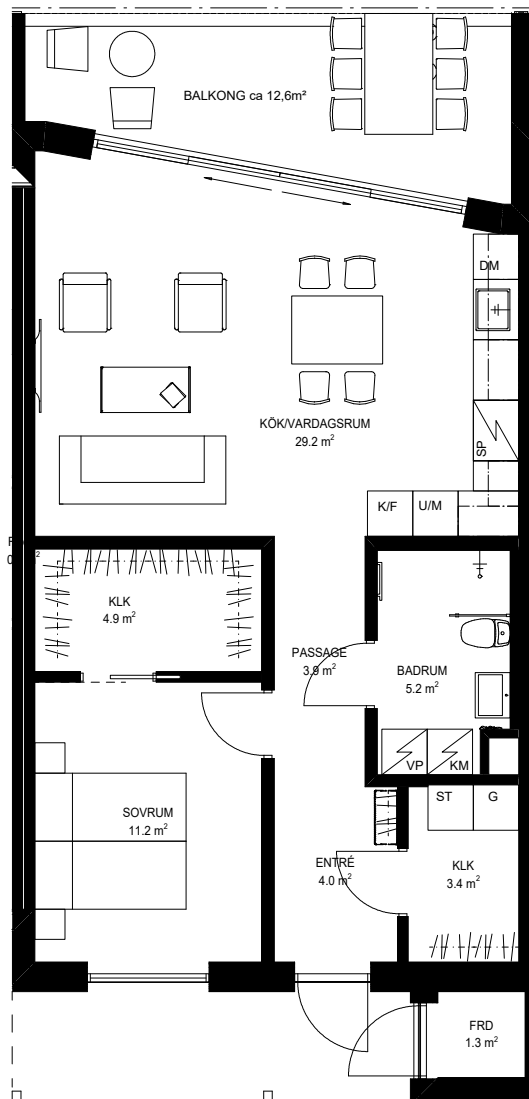 BALKONG ca 12,6m²
DM
SP
KÖK/VARDAGSRUM
29.2 m²
K/F
U/M
KLK
4.9 m²
PASSAGE
3.9 m²
BADRUM
5.2 m²
VP
KM
ST
G
SOVRUM
11.2 m²
ENTRÉ
4.0 m²
KLK
3.4 m²
FRD
1.3 m²